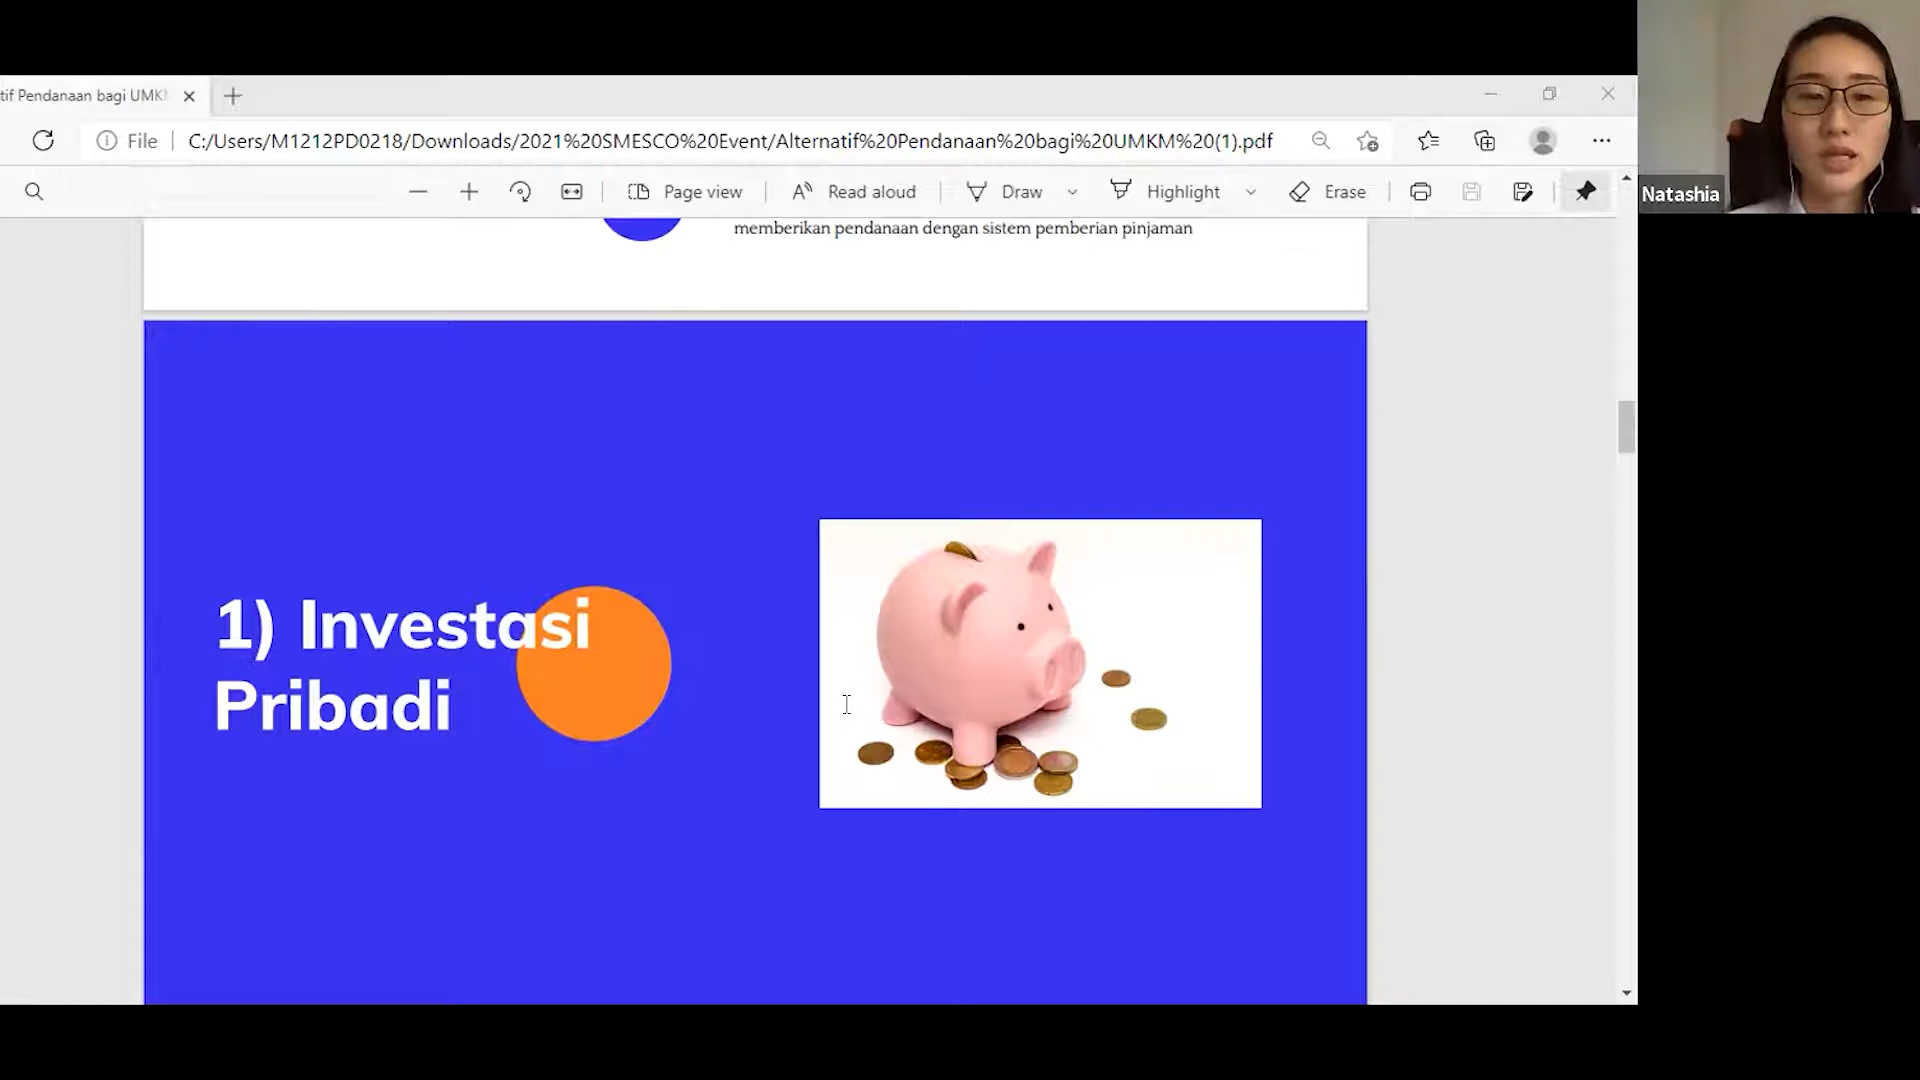 tif Pendanaan bagi UMK
File
C:/Users/M1212PD0218/Downloads/2021%20SMESCO%20Event/Alternatif%20Pendanaan%20bagi%20UMKM%20(1).pdf
Page view
Read aloud
Draw
Highlight
Erase
Natashia
memberikan pendanaan dengan sistem pemberian pinjaman
1) Investasi
Pribadi